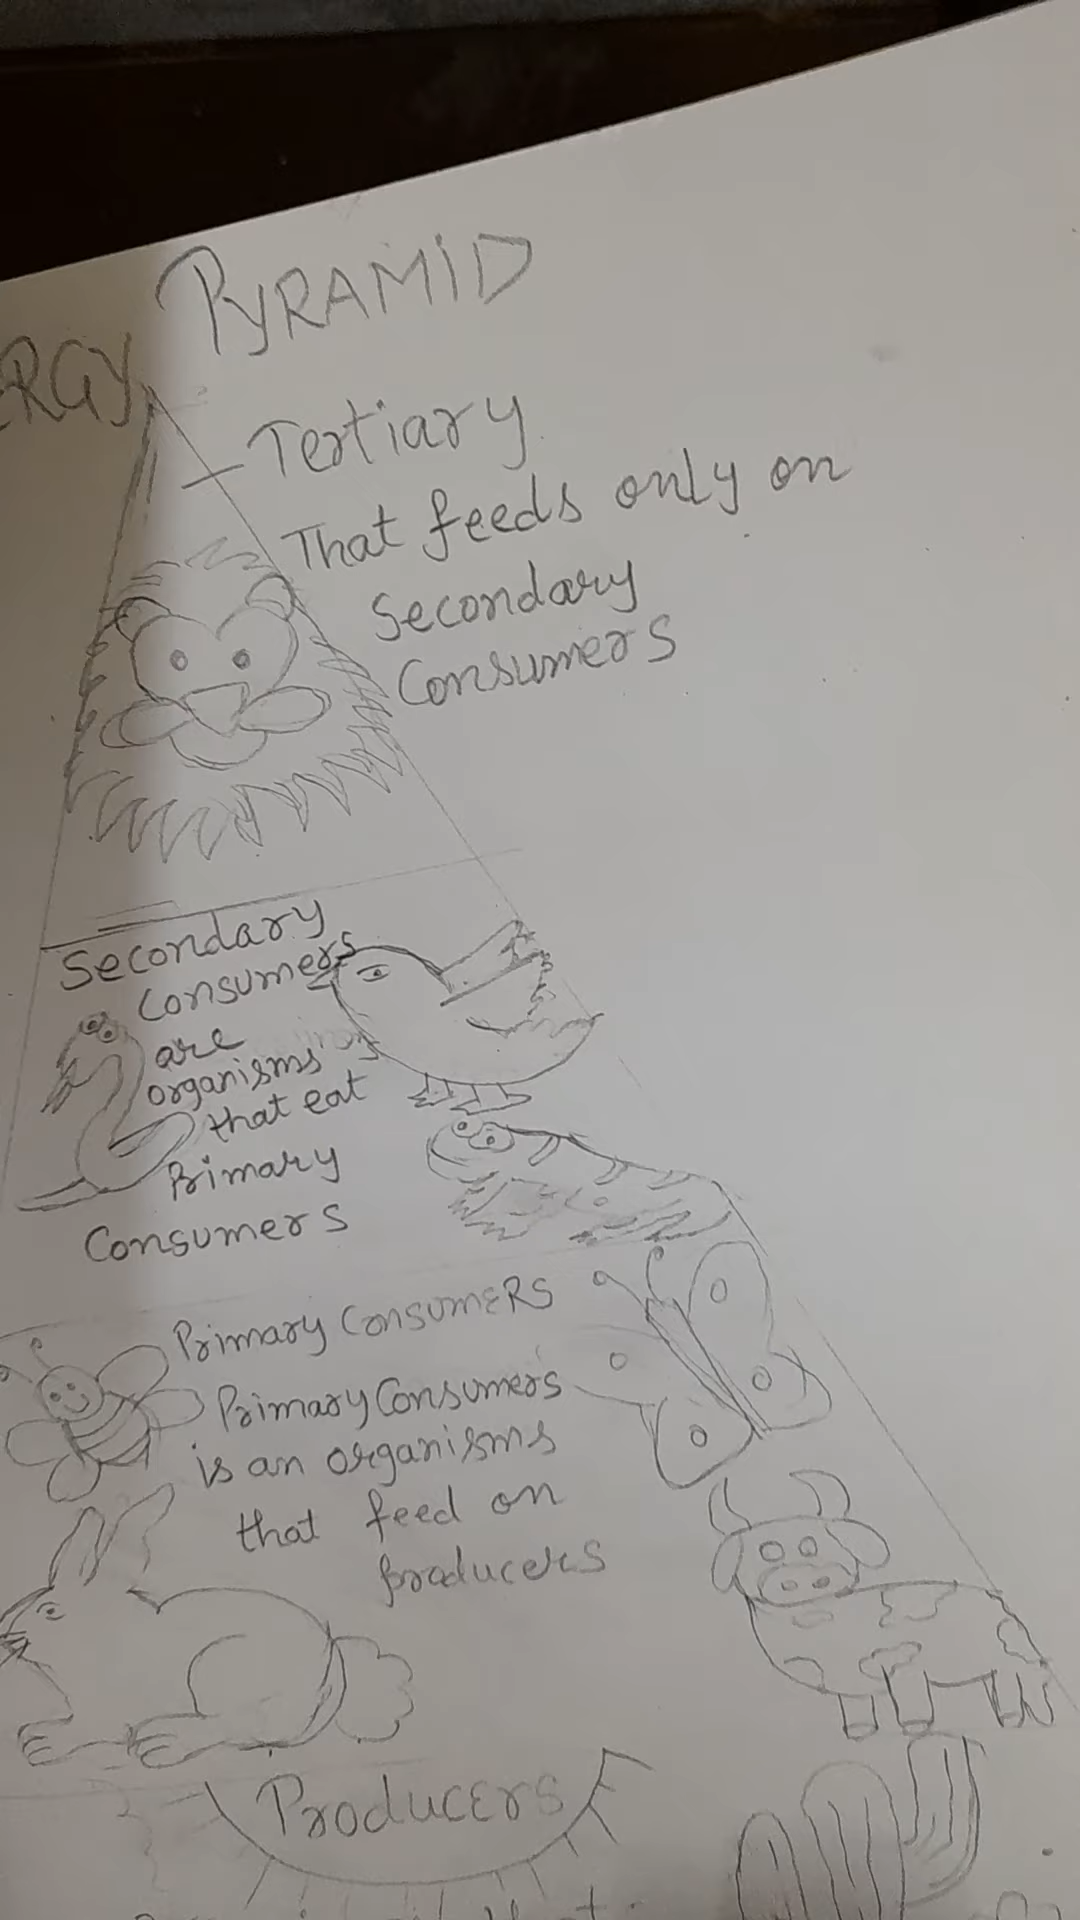 ERGY PYRAMID
Tertiary
That feeds only on
Secondary
Consumers
Secondary
Consumers
are
organisms
that eat
Primary
Consumers
Primary ConsumERS
Primary Consumers
is an organisms
that feed on
producers
Producers